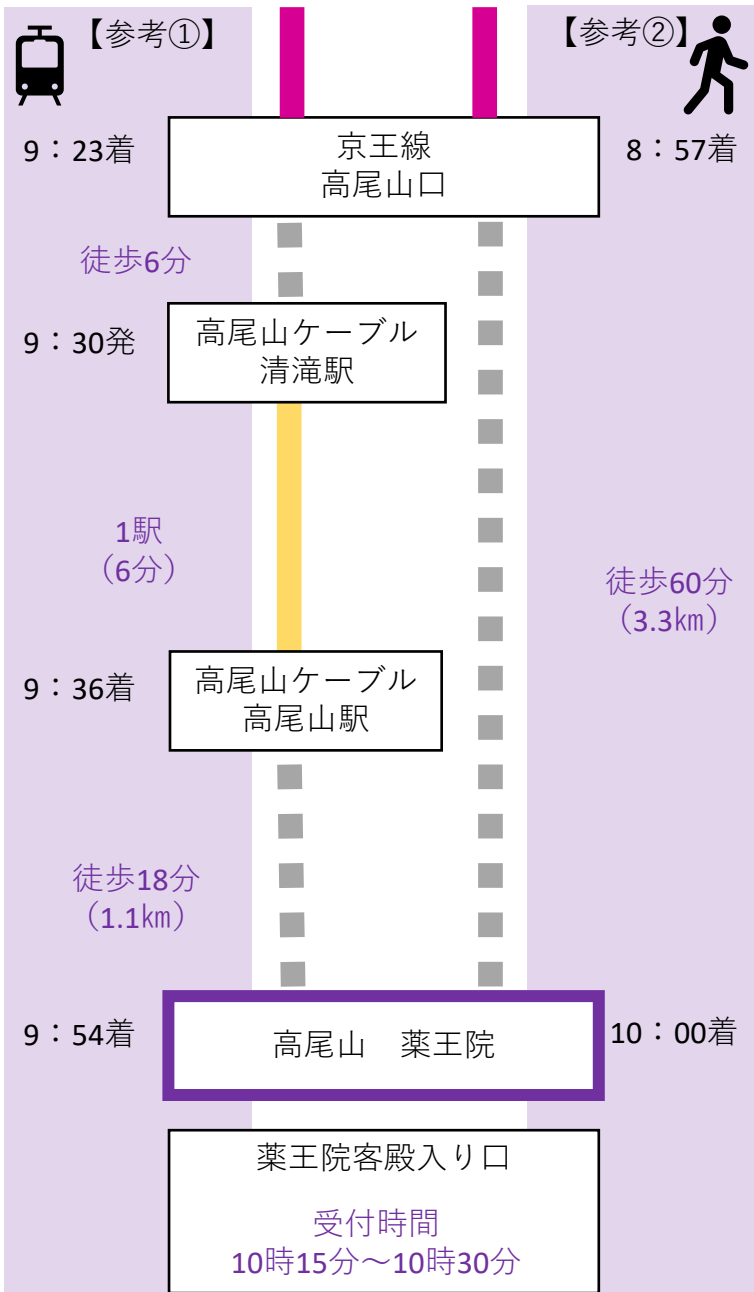 【参考①】
【参考②】
9：23着
京王線
高尾山口
8：57着
徒歩6分
9：30発
高尾山ケーブル
清滝駅
1駅
（6分）
徒歩60分
（3.3㎞）
9：36着
高尾山ケーブル
高尾山駅
徒歩18分
（1.1㎞）
9：54着
高尾山　薬王院
10：00着
薬王院客殿入り口
受付時間
10時15分～10時30分